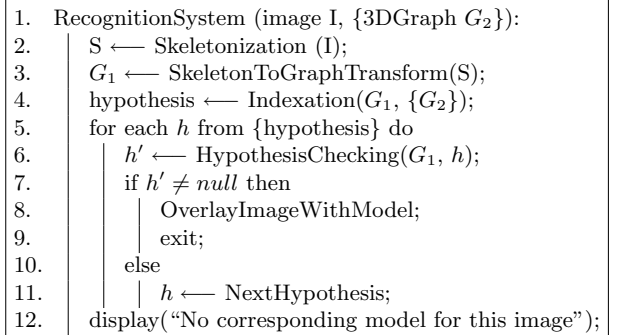 1. RecognitionSystem (image I, {3DGraph G₂}):
2. S ⟵ Skeletonization (I);
3. G₁ ⟵ SkeletonToGraphTransform(S);
4. hypothesis ⟵ Indexation(G₁, {G₂});
5. for each h from {hypothesis} do
6. h′ ⟵ HypothesisChecking(G₁, h);
7. if h′ ≠ null then
8. OverlayImageWithModel;
9. exit;
10. else
11. h ⟵ NextHypothesis;
12. display(“No corresponding model for this image”);